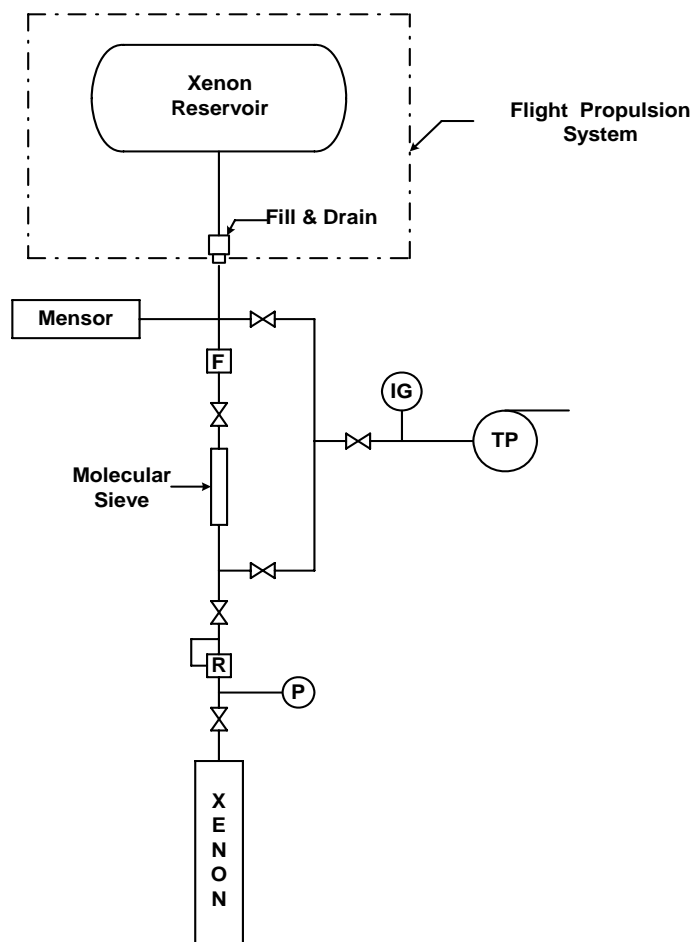 Xenon
Reservoir
Flight Propulsion
System
Fill & Drain
Mensor
F
IG
TP
Molecular
Sieve
R
P
X
E
N
O
N